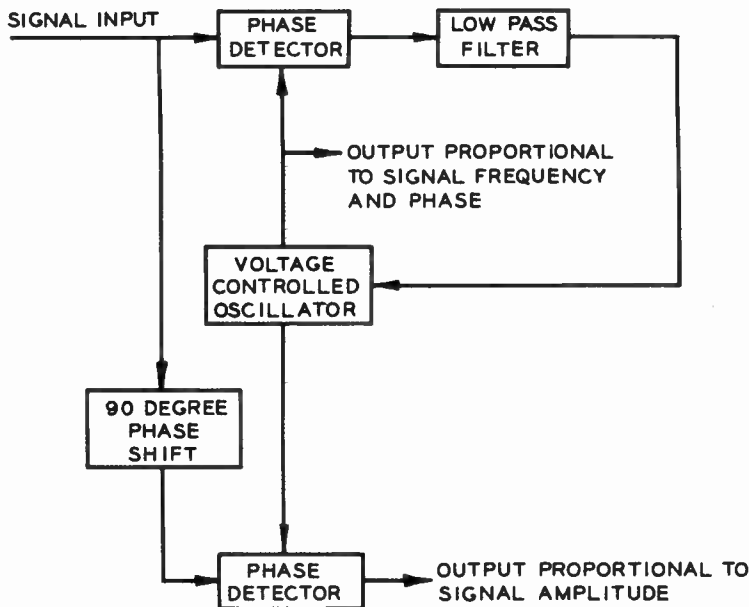 SIGNAL INPUT
PHASE
DETECTOR
LOW PASS
FILTER
OUTPUT PROPORTIONAL
TO SIGNAL FREQUENCY
AND PHASE
VOLTAGE
CONTROLLED
OSCILLATOR
90 DEGREE
PHASE
SHIFT
PHASE
DETECTOR
OUTPUT PROPORTIONAL TO
SIGNAL AMPLITUDE